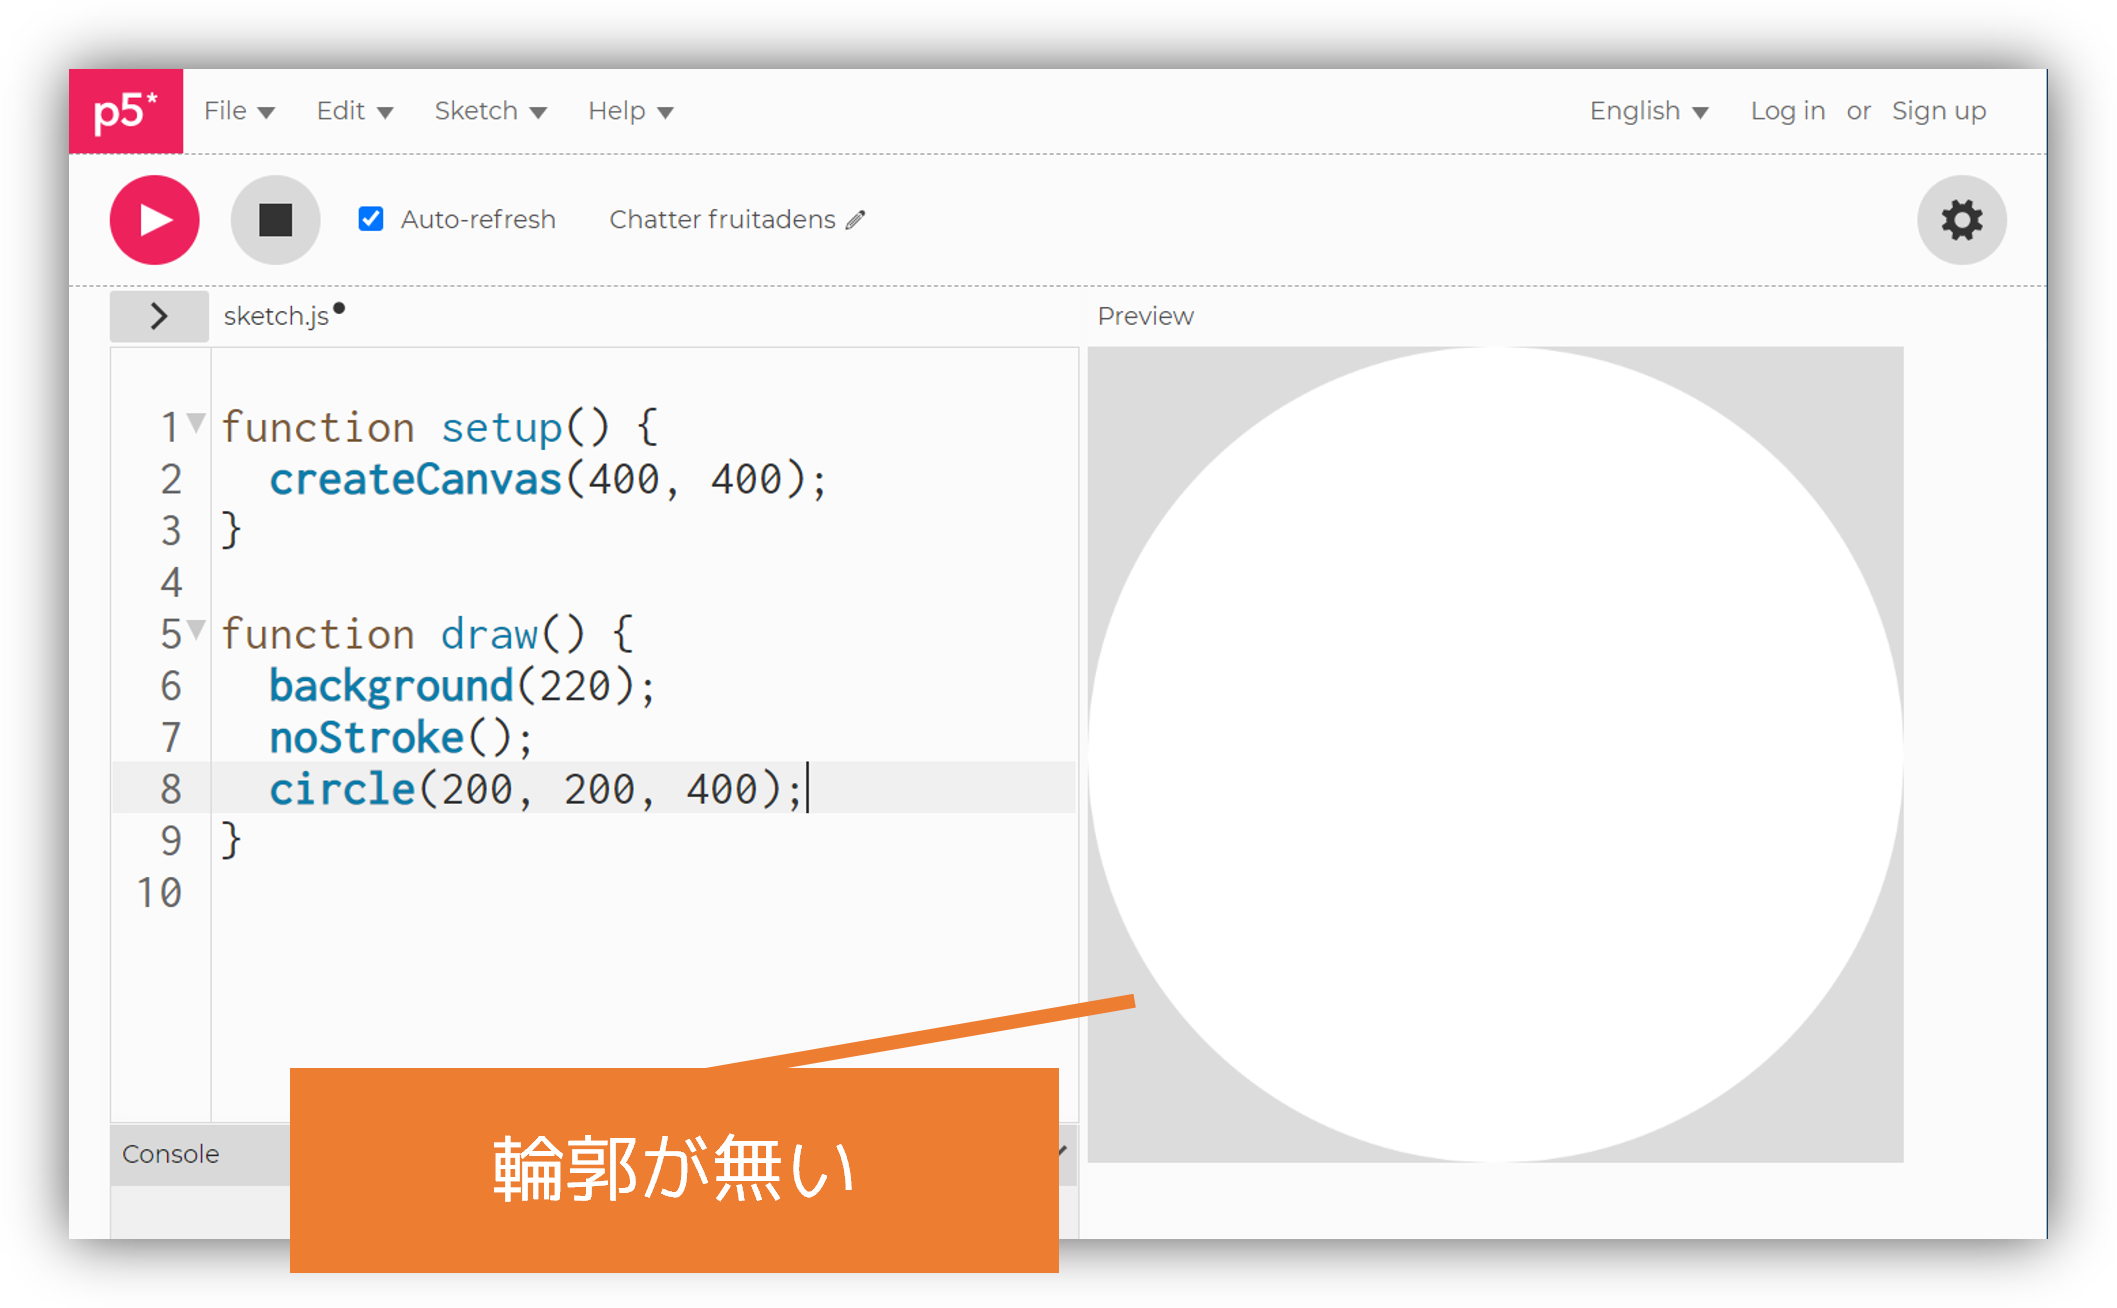 p5* File Edit Sketch Help English Log in or Sign up
Auto-refresh Chatter fruitadens
sketch.js
Preview
1 function setup() {
2 createCanvas(400, 400);
3 }
4
5 function draw() {
6 background(220);
7 noStroke();
8 circle(200, 200, 400);
9 }
10
Console
輪郭が無い